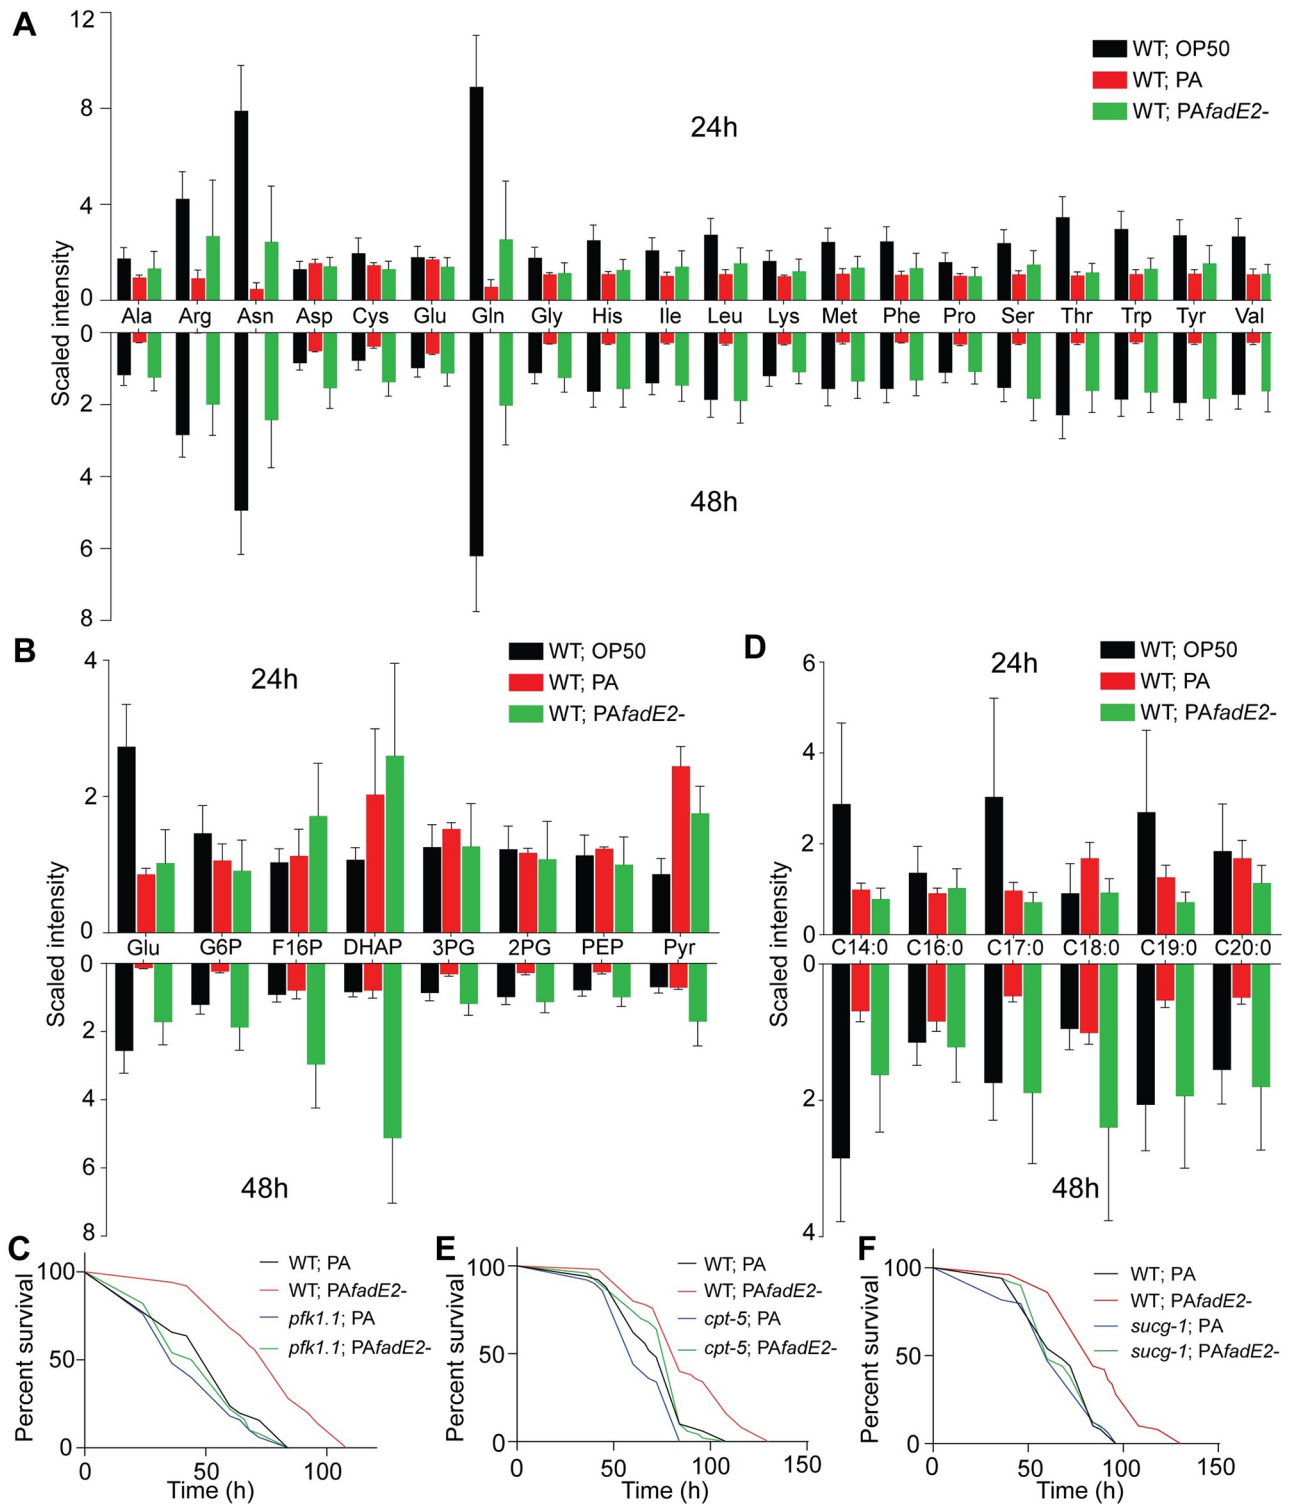 A
12
8
4
0
Scaled intensity
WT; OP50
WT; PA
WT; PAfadE2-
24h
Ala Arg Asn Asp Cys Glu Gln Gly His Ile Leu Lys Met Phe Pro Ser Thr Trp Tyr Val
0
2
4
6
8
48h
B
4
2
0
Scaled intensity
24h
WT; OP50
WT; PA
WT; PAfadE2-
Glu G6P F16P DHAP 3PG 2PG PEP Pyr
0
2
4
6
8
48h
D
6
4
2
0
Scaled intensity
24h
WT; OP50
WT; PA
WT; PAfadE2-
C14:0 C16:0 C17:0 C18:0 C19:0 C20:0
0
2
4
48h
C
Percent survival
100
50
0
WT; PA
WT; PAfadE2-
pfk1.1; PA
pfk1.1; PAfadE2-
0 50 100
Time (h)
E
Percent survival
100
50
0
WT; PA
WT; PAfadE2-
cpt-5; PA
cpt-5; PAfadE2-
0 50 100 150
Time (h)
F
Percent survival
100
50
0
WT; PA
WT; PAfadE2-
sucg-1; PA
sucg-1; PAfadE2-
0 50 100 150
Time (h)